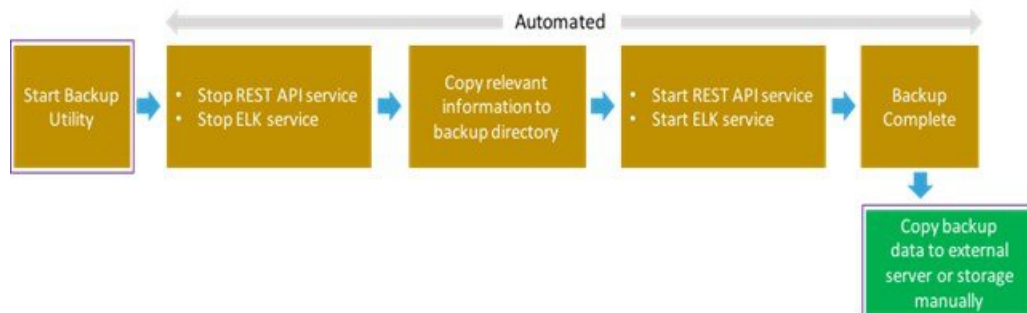 Automated
Start Backup
Utility
• Stop REST API service
• Stop ELK service
Copy relevant
information to
backup directory
• Start REST API service
• Start ELK service
Backup
Complete
Copy backup
data to external
server or storage
manually